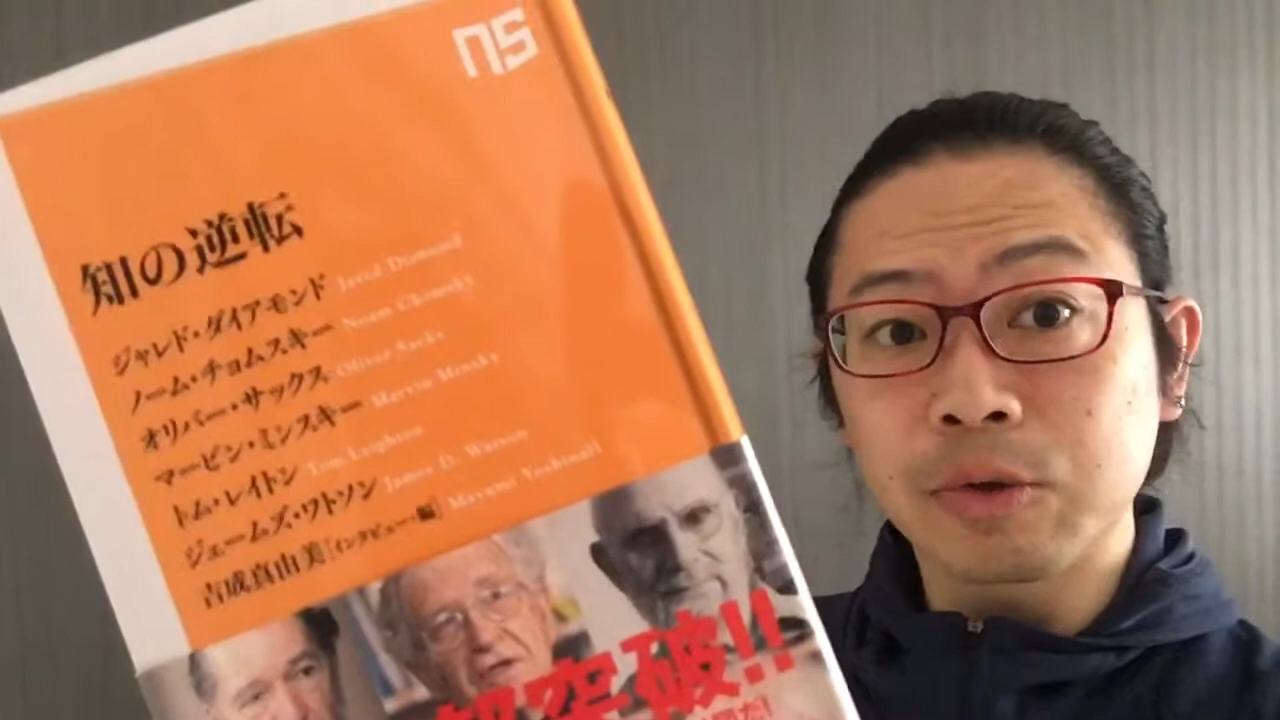 ns
知の逆転
ジャレド・ダイアモンド Jared Diamond
ノーム・チョムスキー Noam Chomsky
オリバー・サックス Oliver Sacks
マービン・ミンスキー Marvin Minsky
トム・レイトン Tom Leighton
ジェームズ・ワトソン James D. Watson
吉成真由美[インタビュー・編] Mayumi Yoshinari
突破!!